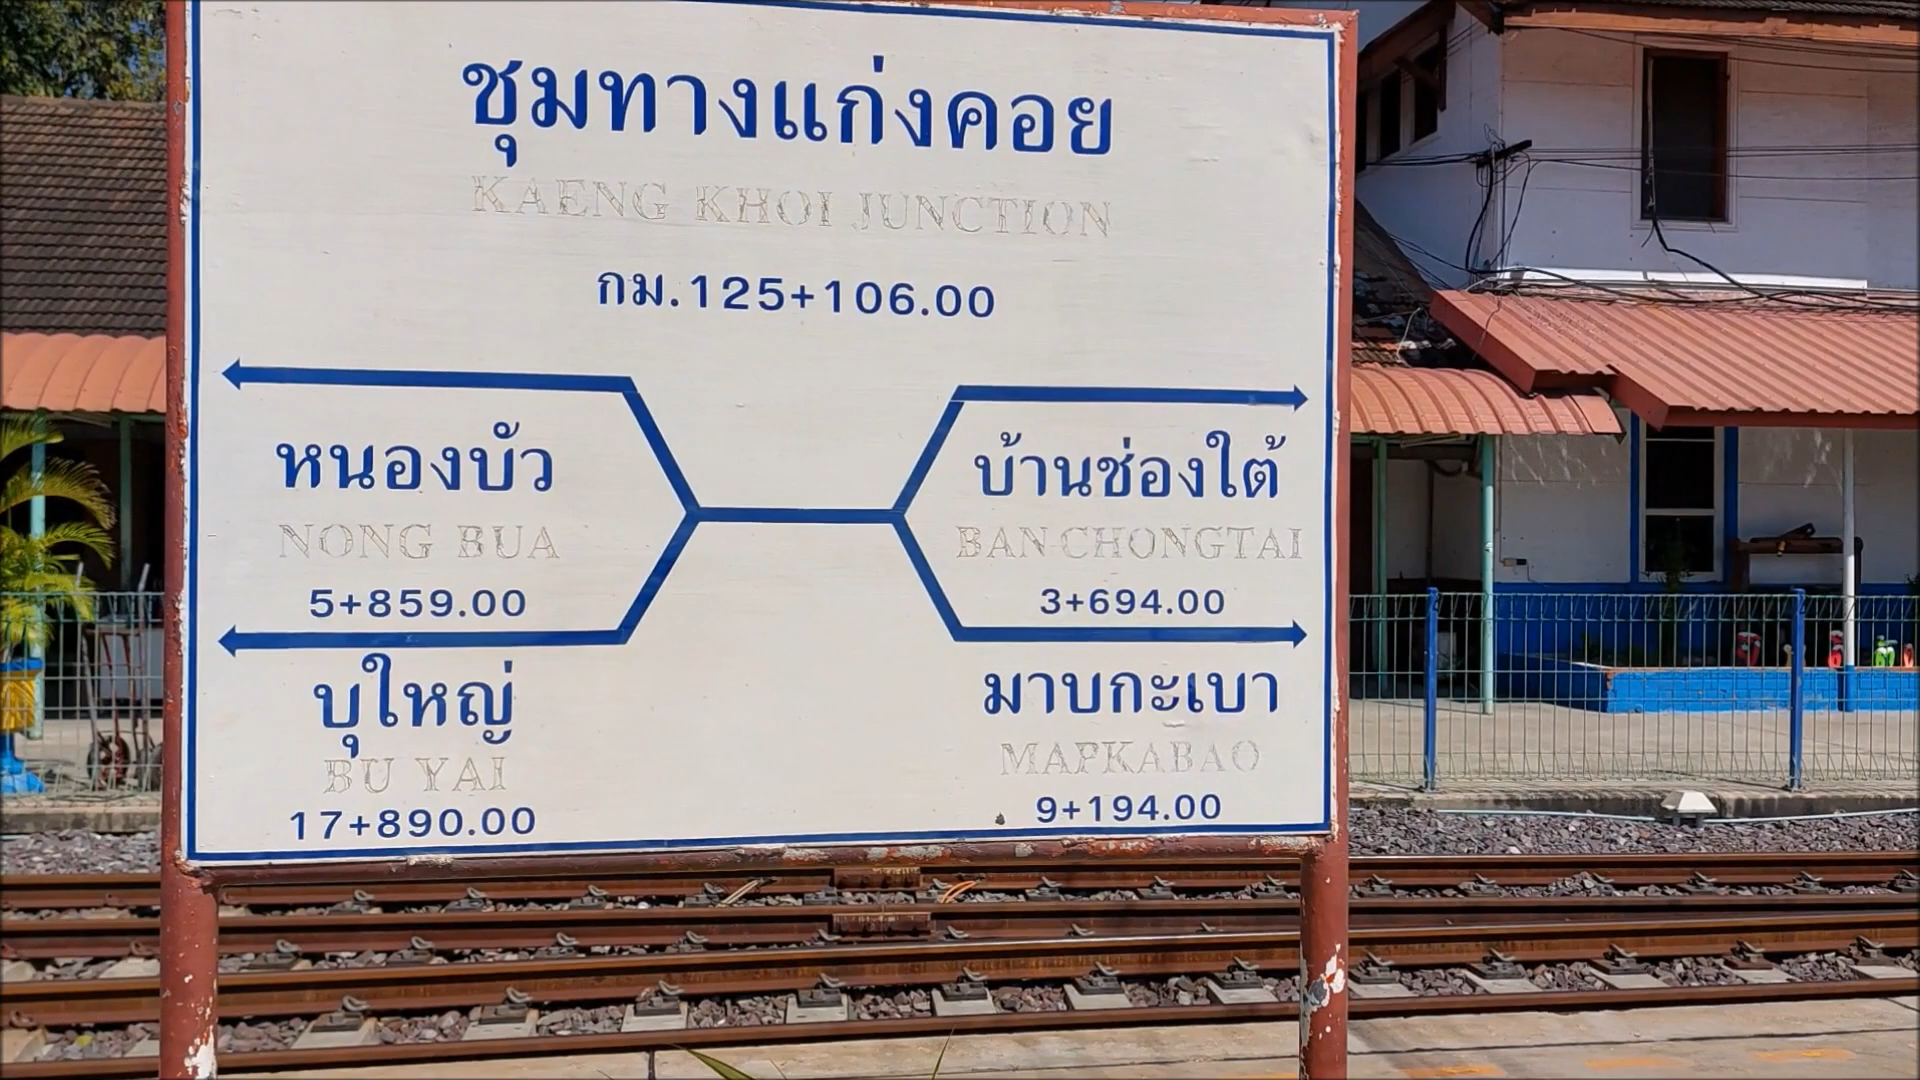 ชุมทางแก่งคอย
KAENG KHOI JUNCTION
กม.125+106.00
หนองบัว
NONG BUA
5+859.00
บุใหญ่
BU YAI
17+890.00
บ้านช่องใต้
BAN CHONGTAI
3+694.00
มาบกะเบา
MAPKABAO
9+194.00